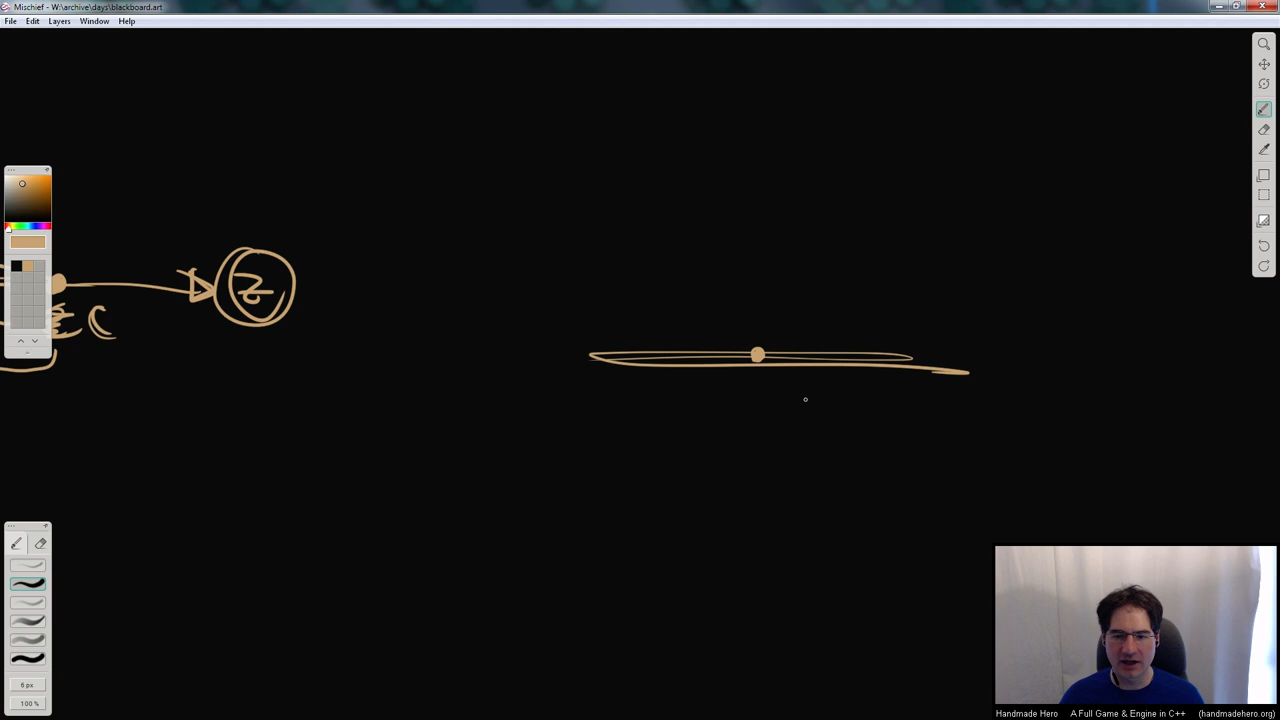 Mischief - W:\archive\days\blackboard.art
File Edit Layers Window Help
Z
C
6 px
100 %
Handmade Hero A Full Game & Engine in C++ (handmadehero.org)